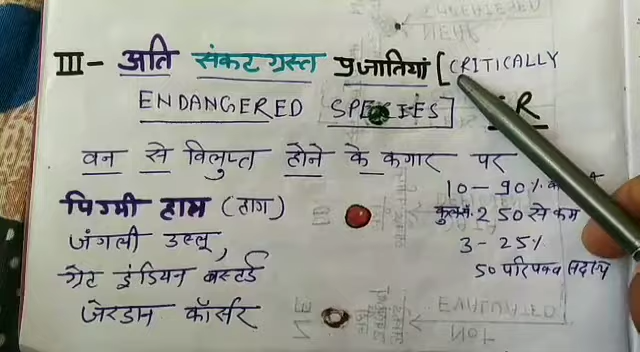 III- अति संकट ग्रस्त प्रजातियां [CRITICALLY
ENDANGERED SPECIES] R
वन से विलुप्त होने के कगार पर
10-90%
पिग्मी हाग (हाग)
कुल सं. 250 से कम
जंगली उल्लू,
3-25%
ग्रेट इंडियन बस्टर्ड
50 परिपक्व सदस्य
जेरडान कॉर्सर